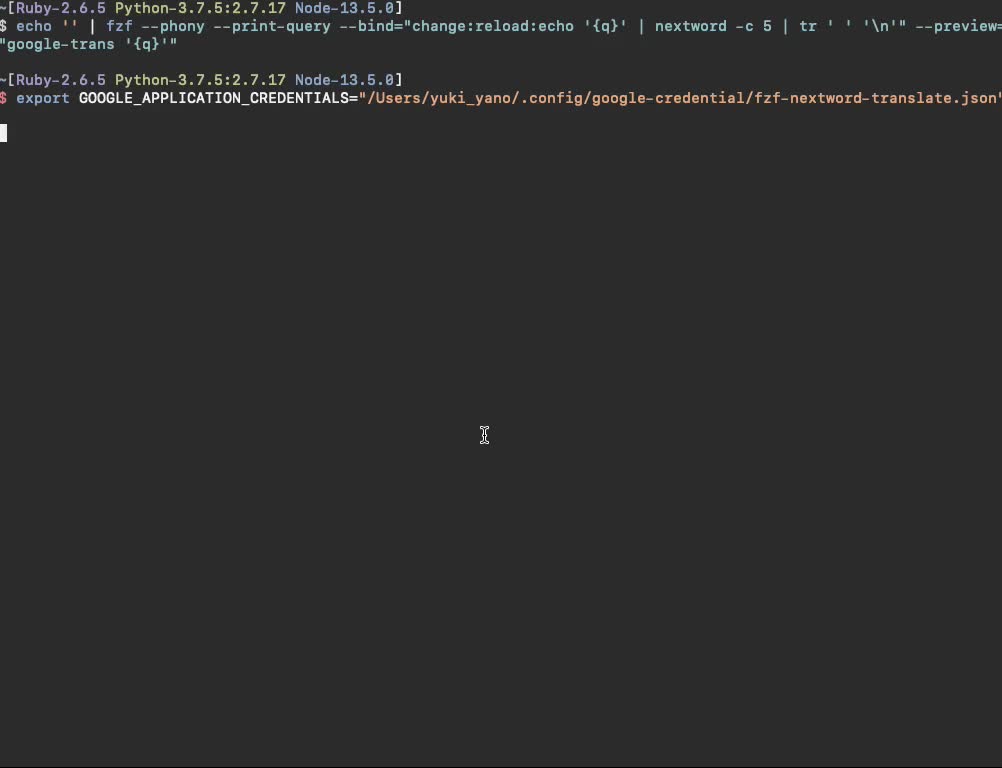 ~[Ruby-2.6.5 Python-3.7.5:2.7.17 Node-13.5.0]
$ echo '' | fzf --phony --print-query --bind="change:reload:echo '{q}' | nextword -c 5 | tr ' ' '\n'" --preview=
"google-trans '{q}'"
~[Ruby-2.6.5 Python-3.7.5:2.7.17 Node-13.5.0]
$ export GOOGLE_APPLICATION_CREDENTIALS="/Users/yuki_yano/.config/google-credential/fzf-nextword-translate.json"